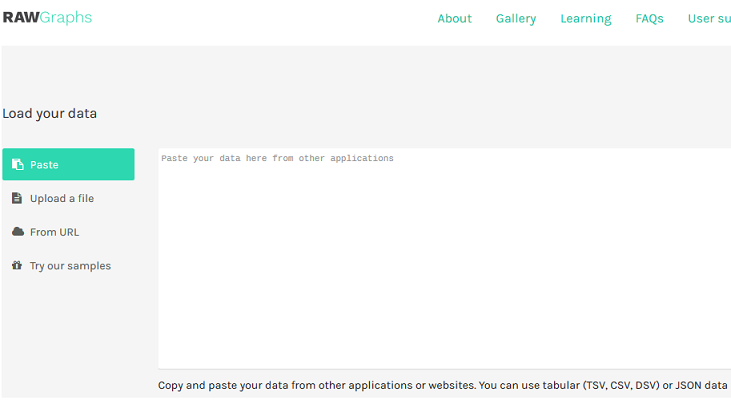 RAWGraphs
About Gallery Learning FAQs User su
Load your data
Paste
Paste your data here from other applications
Upload a file
From URL
Try our samples
Copy and paste your data from other applications or websites. You can use tabular (TSV, CSV, DSV) or JSON data